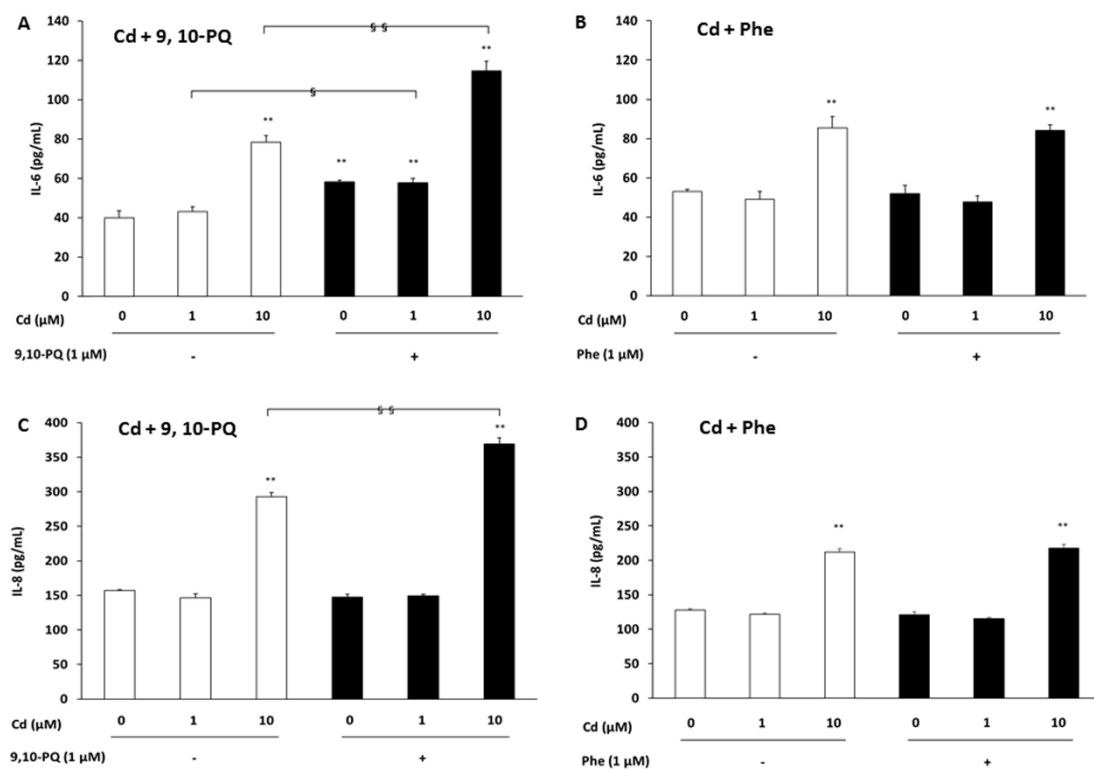 A
Cd + 9, 10-PQ
§ §
§
**
**
**
**
IL-6 (pg/mL)
140
120
100
80
60
40
20
0
Cd (μM) 0 1 10 0 1 10
9,10-PQ (1 μM) - +
B
Cd + Phe
**
**
IL-6 (pg/mL)
140
120
100
80
60
40
20
0
Cd (μM) 0 1 10 0 1 10
Phe (1 μM) - +
C
Cd + 9, 10-PQ
§ §
**
**
IL-8 (pg/mL)
400
350
300
250
200
150
100
50
0
Cd (μM) 0 1 10 0 1 10
9,10-PQ (1 μM) - +
D
Cd + Phe
**
**
IL-8 (pg/mL)
400
350
300
250
200
150
100
50
0
Cd (μM) 0 1 10 0 1 10
Phe (1 μM) - +